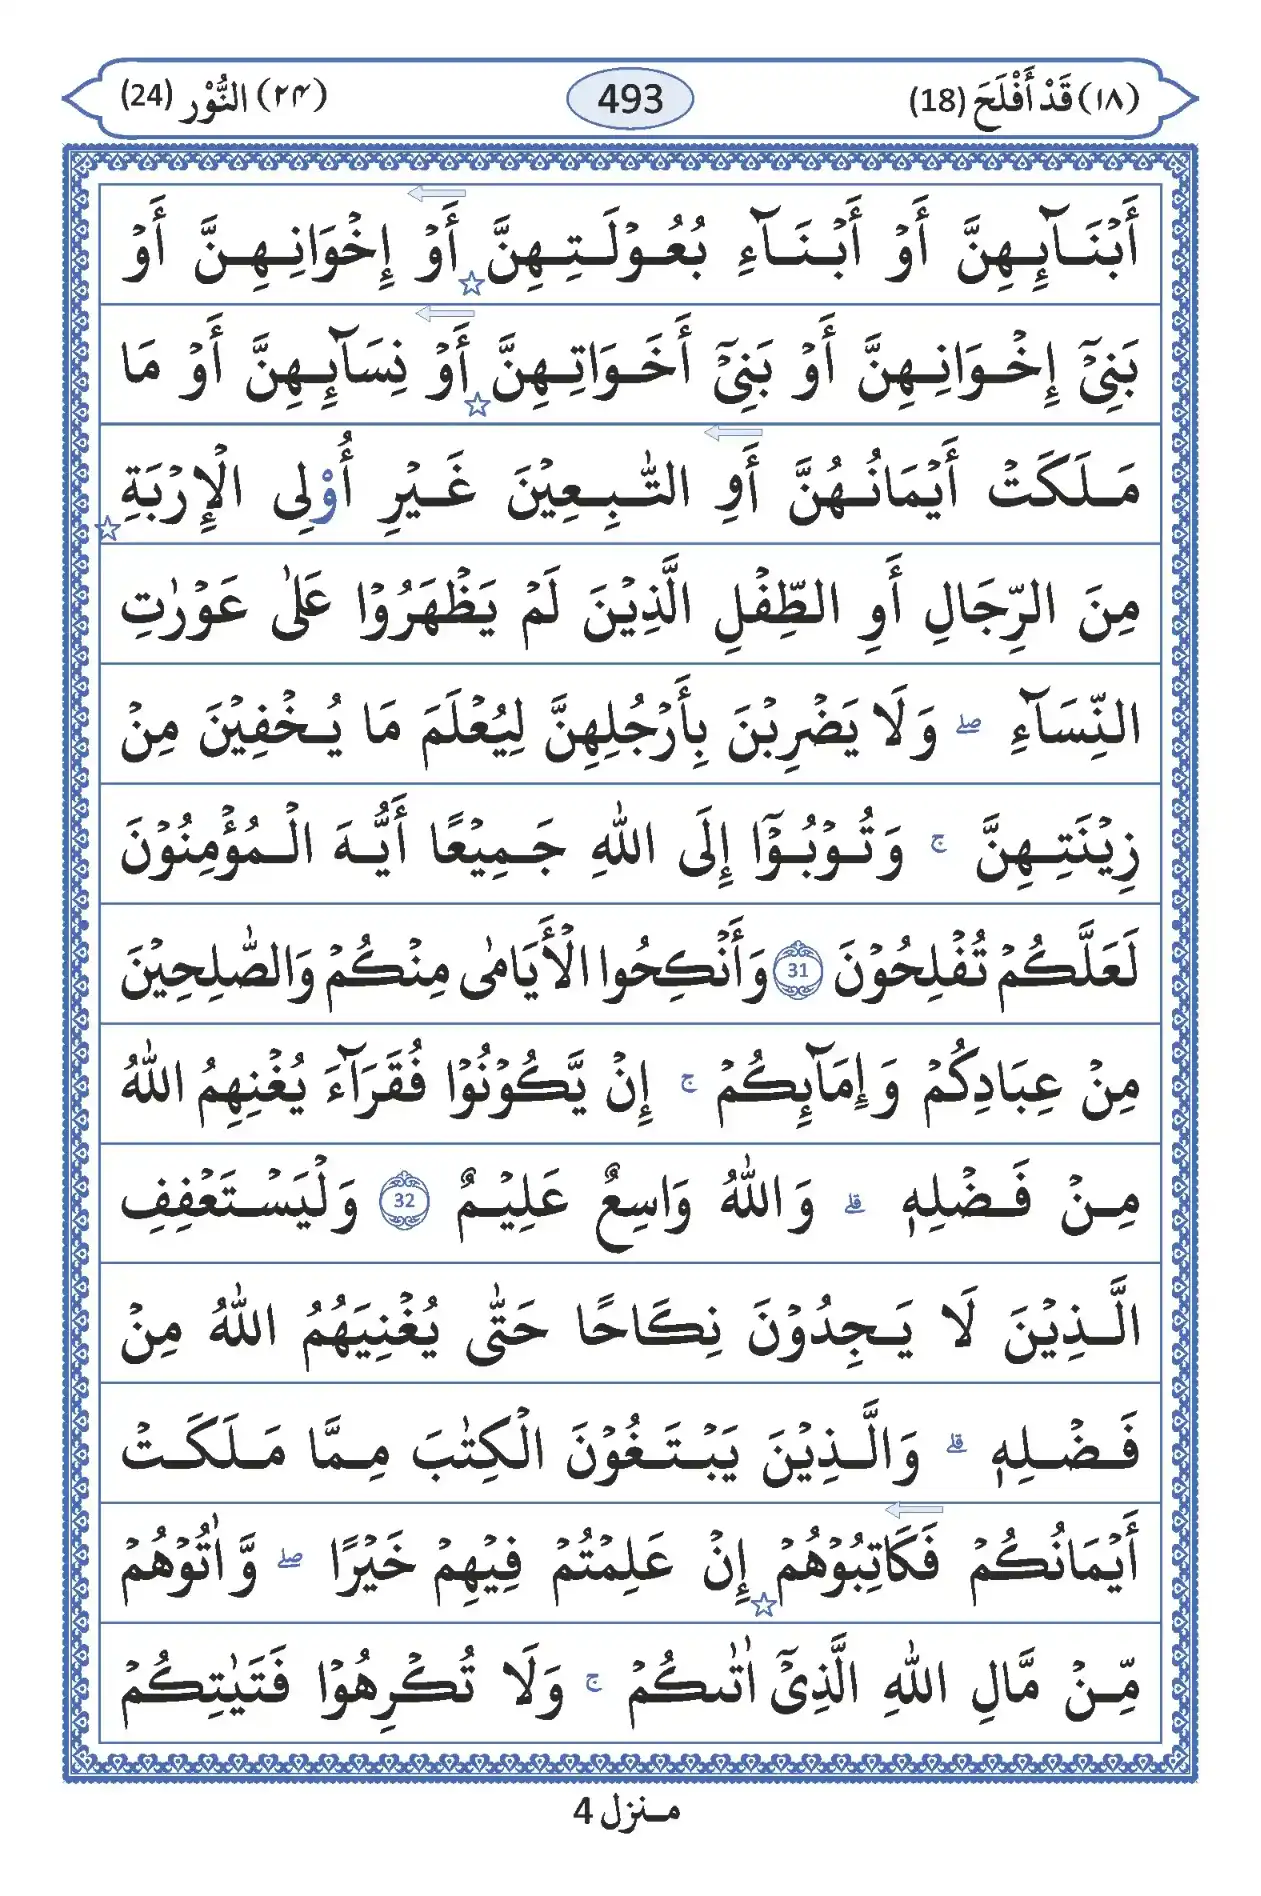 (١٨) قَدْ أَفْلَحَ (18) 493 (٢٤) النُّوْر (24)
أَبْنَآئِهِنَّ أَوْ أَبْنَآءِ بُعُوْلَتِهِنَّ أَوْ إِخْوَانِهِنَّ أَوْ
بَنِيْٓ إِخْوَانِهِنَّ أَوْ بَنِيْٓ أَخَوَاتِهِنَّ أَوْ نِسَآئِهِنَّ أَوْ مَا
مَلَكَتْ أَيْمَانُهُنَّ أَوِ التّٰبِعِيْنَ غَيْرِ أُوْلِى الْإِرْبَةِ
مِنَ الرِّجَالِ أَوِ الطِّفْلِ الَّذِيْنَ لَمْ يَظْهَرُوْا عَلٰى عَوْرٰتِ
النِّسَآءِ ۖ وَلَا يَضْرِبْنَ بِأَرْجُلِهِنَّ لِيُعْلَمَ مَا يُخْفِيْنَ مِنْ
زِيْنَتِهِنَّ ۚ وَتُوْبُوْٓا إِلَى اللّٰهِ جَمِيْعًا أَيُّهَ الْمُؤْمِنُوْنَ
لَعَلَّكُمْ تُفْلِحُوْنَ 31 وَأَنْكِحُوا الْأَيَامٰى مِنْكُمْ وَالصّٰلِحِيْنَ
مِنْ عِبَادِكُمْ وَإِمَآئِكُمْ ۚ إِنْ يَّكُوْنُوْا فُقَرَآءَ يُغْنِهِمُ اللّٰهُ
مِنْ فَضْلِهٖ ۗ وَاللّٰهُ وَاسِعٌ عَلِيْمٌ 32 وَلْيَسْتَعْفِفِ
الَّذِيْنَ لَا يَجِدُوْنَ نِكَاحًا حَتّٰى يُغْنِيَهُمُ اللّٰهُ مِنْ
فَضْلِهٖ ۗ وَالَّذِيْنَ يَبْتَغُوْنَ الْكِتٰبَ مِمَّا مَلَكَتْ
أَيْمَانُكُمْ فَكَاتِبُوْهُمْ إِنْ عَلِمْتُمْ فِيْهِمْ خَيْرًا ۖ وَّاٰتُوْهُمْ
مِّنْ مَّالِ اللّٰهِ الَّذِيْٓ اٰتٰىكُمْ ۚ وَلَا تُكْرِهُوْا فَتَيٰتِكُمْ
منزل 4